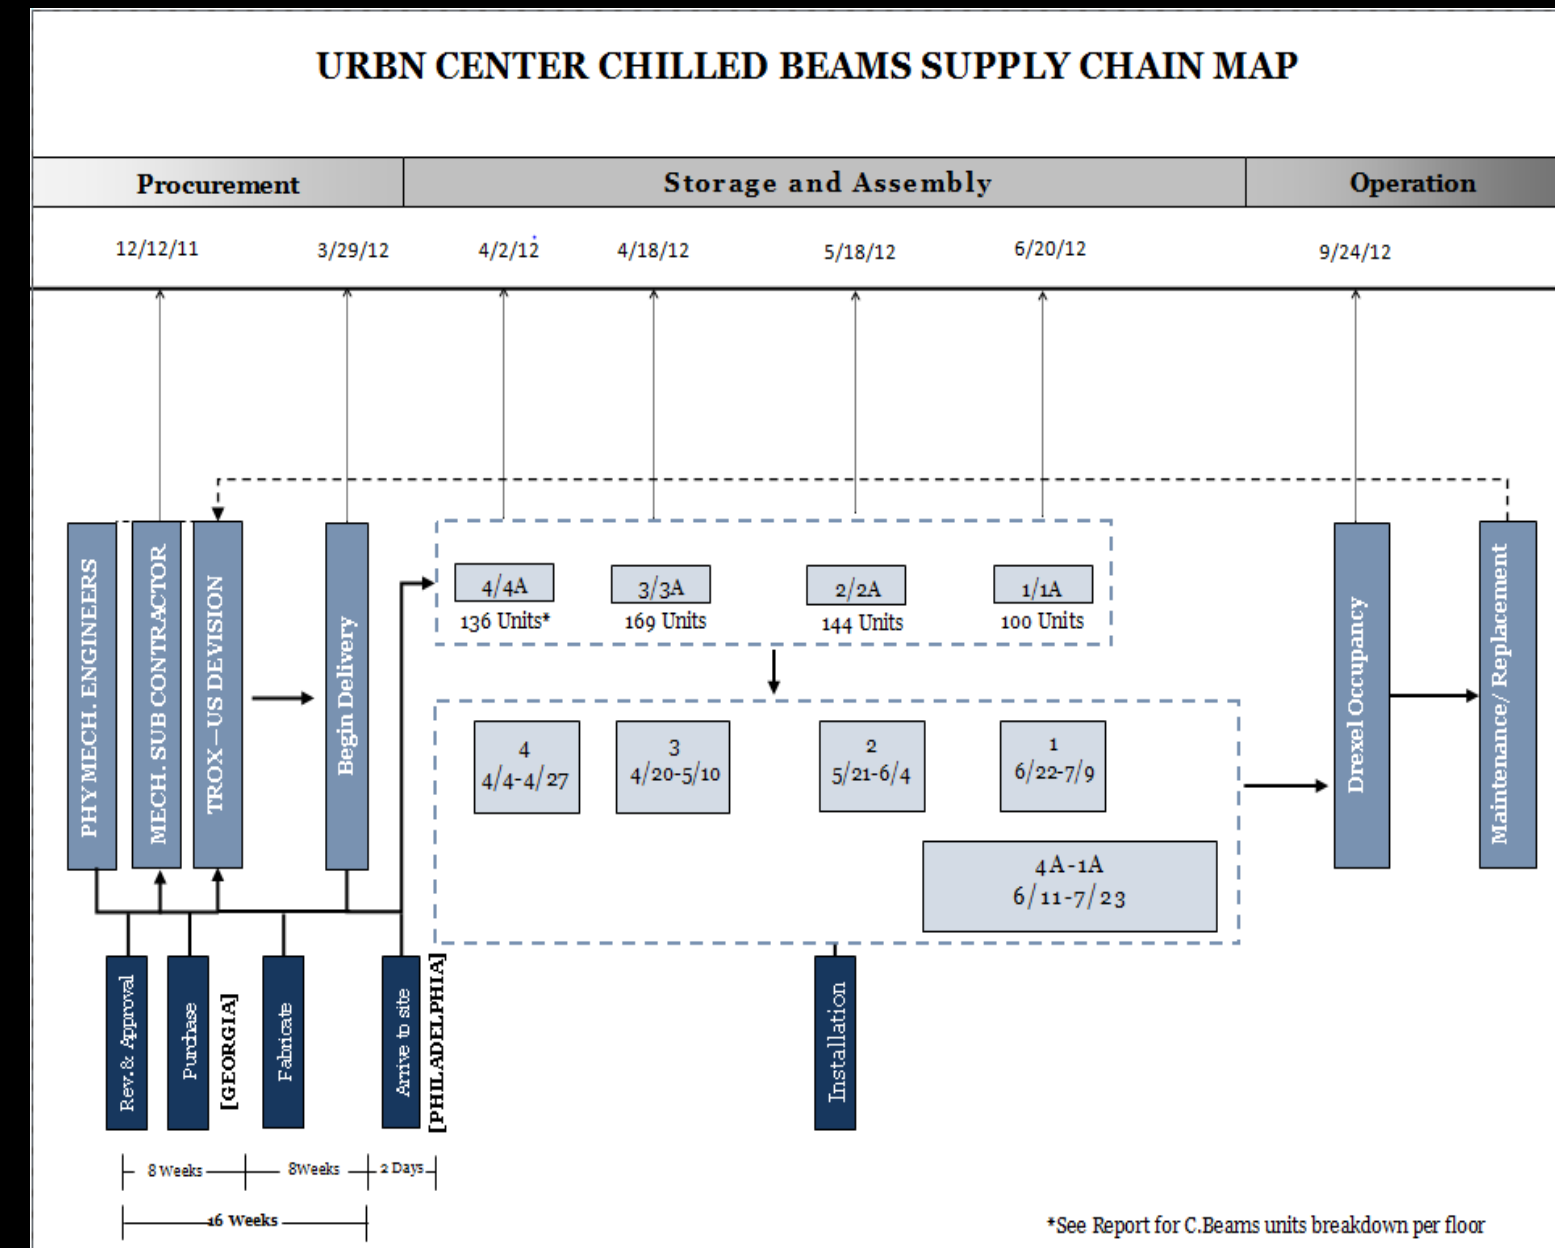 URBN CENTER CHILLED BEAMS SUPPLY CHAIN MAP
Procurement
Storage and Assembly
Operation
12/12/11
3/29/12
4/2/12
4/18/12
5/18/12
6/20/12
9/24/12
PHY MECH. ENGINEERS
MECH. SUB CONTRACTOR
TROX—US DEVISION
Begin Delivery
4/4A
136 Units*
3/3A
169 Units
2/2A
144 Units
1/1A
100 Units
4
4/4-4/27
3
4/20-5/10
2
5/21-6/4
1
6/22-7/9
4A-1A
6/11-7/23
Drexel Occupancy
Maintenance/ Replacement
Rev.& Approval
Purchase
[GEORGIA]
Fabricate
Arrive to site
[PHILADELPHIA]
Installation
8 Weeks
8Weeks
2 Days
16 Weeks
*See Report for C.Beams units breakdown per floor